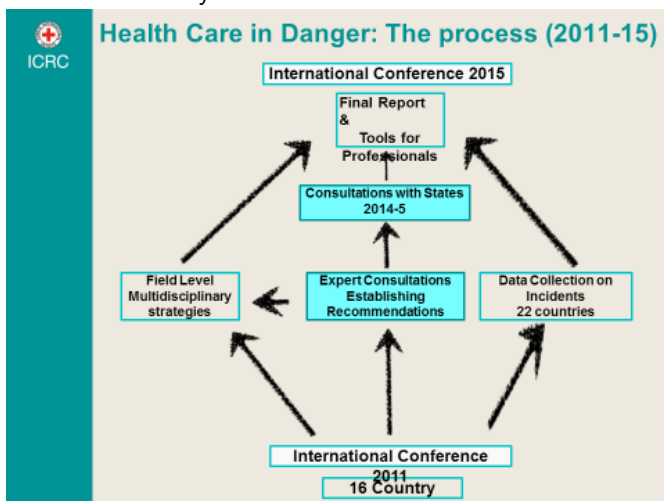 Health Care in Danger: The process (2011-15)
ICRC
International Conference 2015
Final Report
&
Tools for
Professionals
Consultations with States
2014-5
Field Level
Multidisciplinary
strategies
Expert Consultations
Establishing
Recommendations
Data Collection on
Incidents
22 countries
International Conference
2011
16 Country